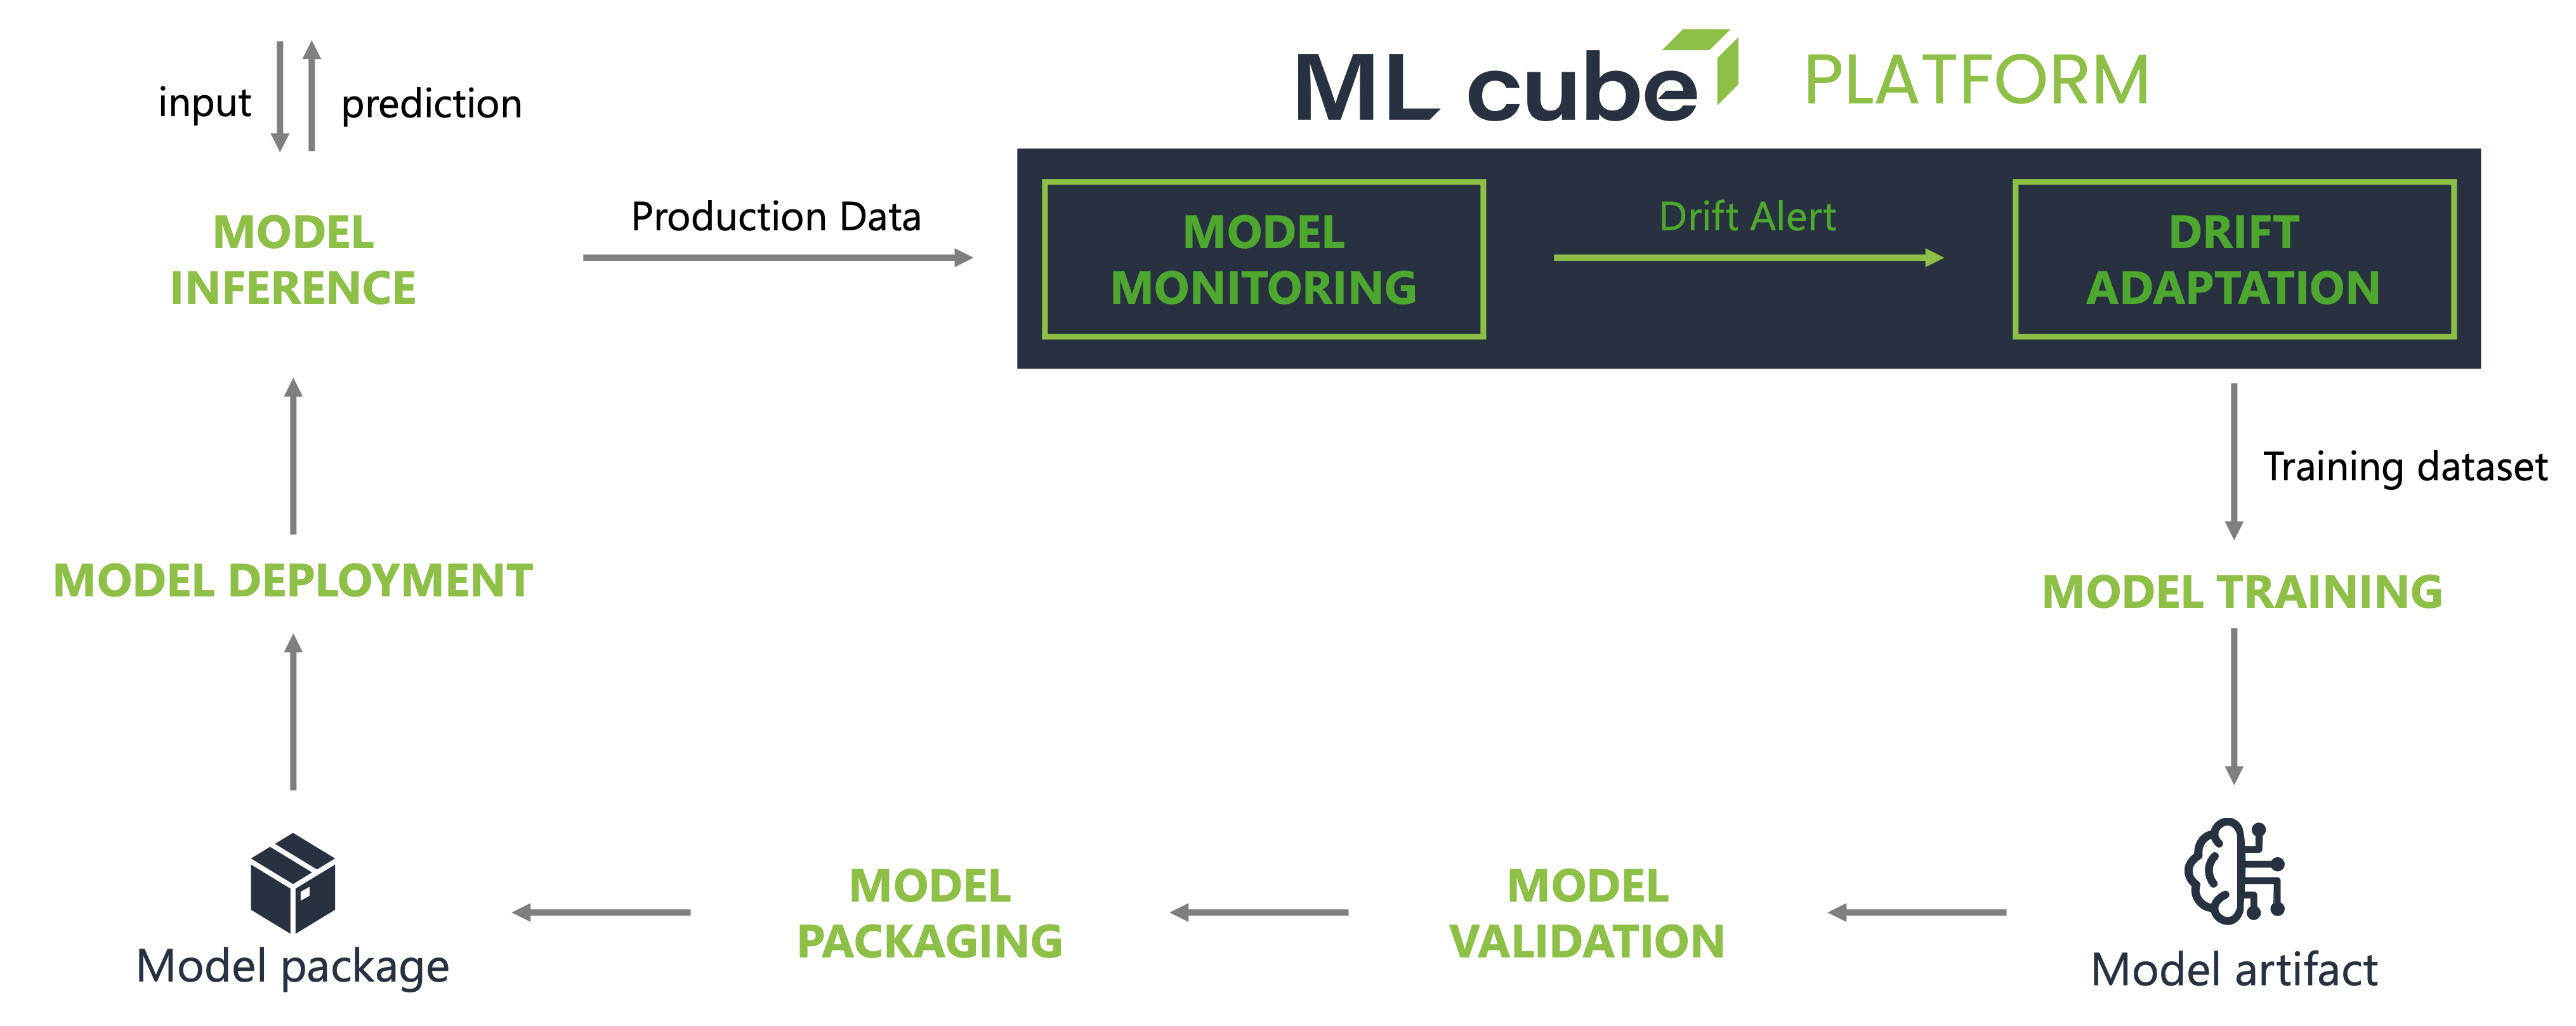 ML cube PLATFORM
input
prediction
MODEL
INFERENCE
Production Data
MODEL
MONITORING
Drift Alert
DRIFT
ADAPTATION
Training dataset
MODEL DEPLOYMENT
MODEL TRAINING
Model package
MODEL
PACKAGING
MODEL
VALIDATION
Model artifact